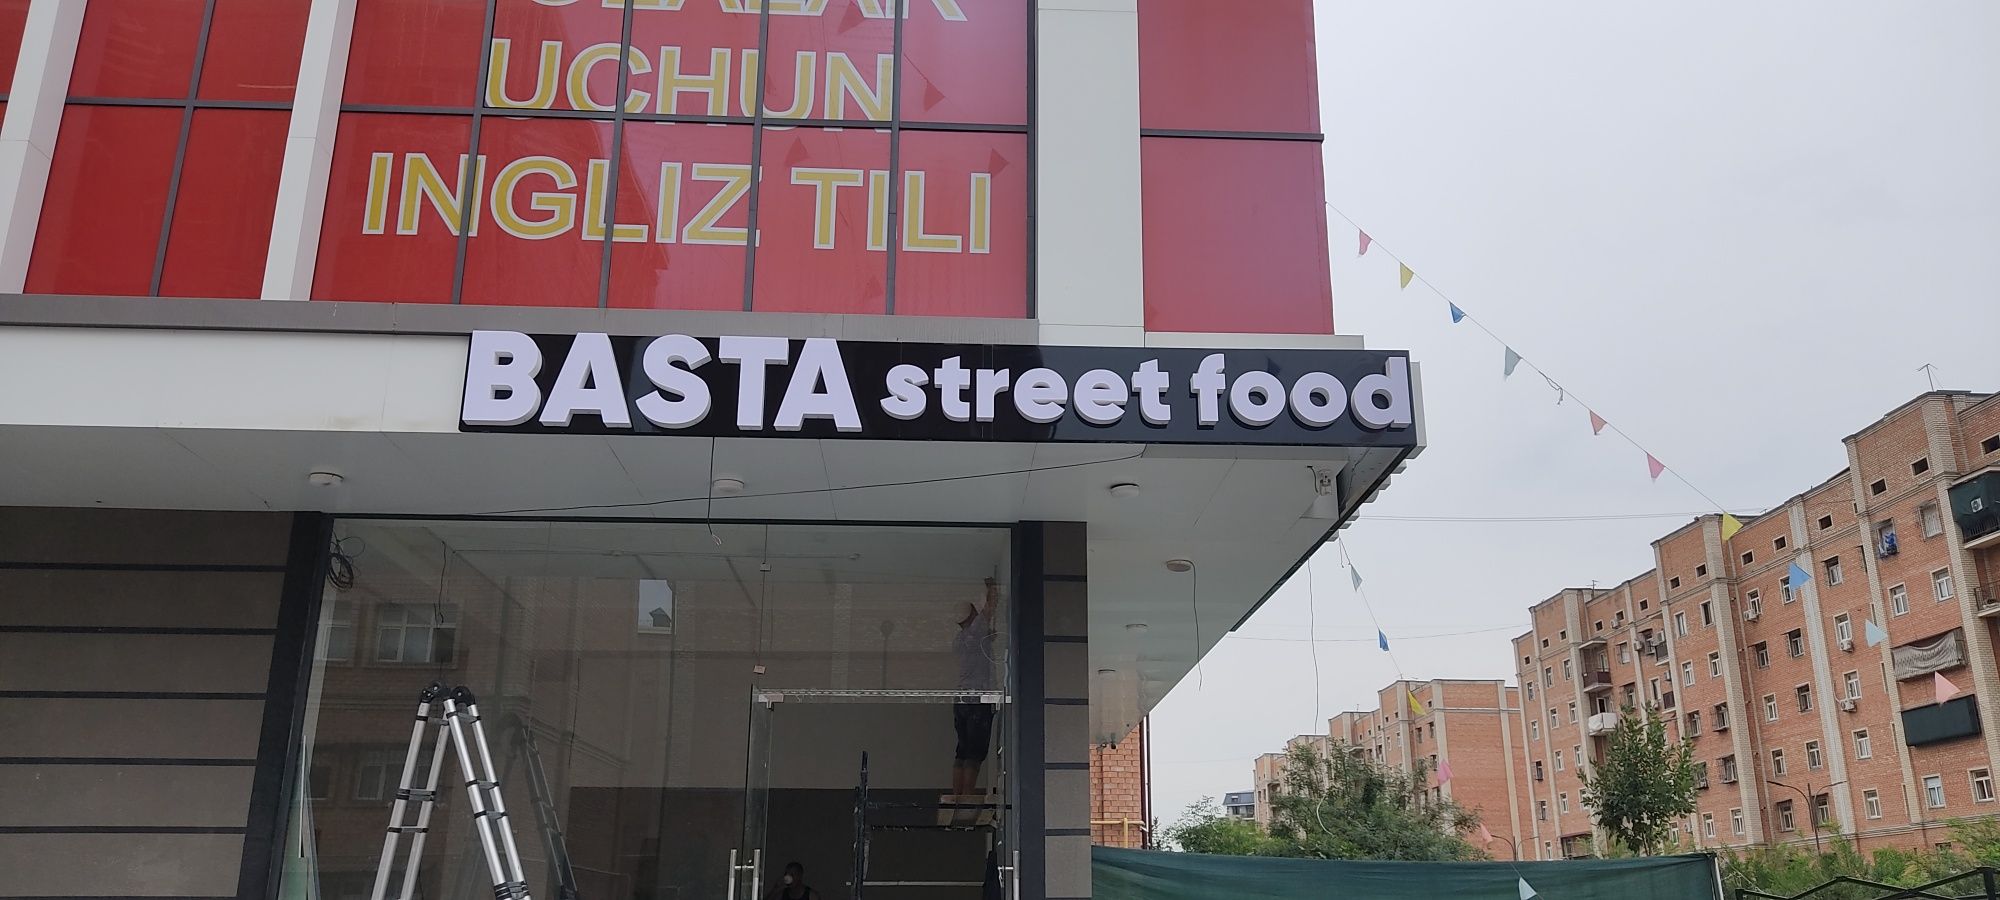 UCHUN
INGLIZ TILI
BASTA street food